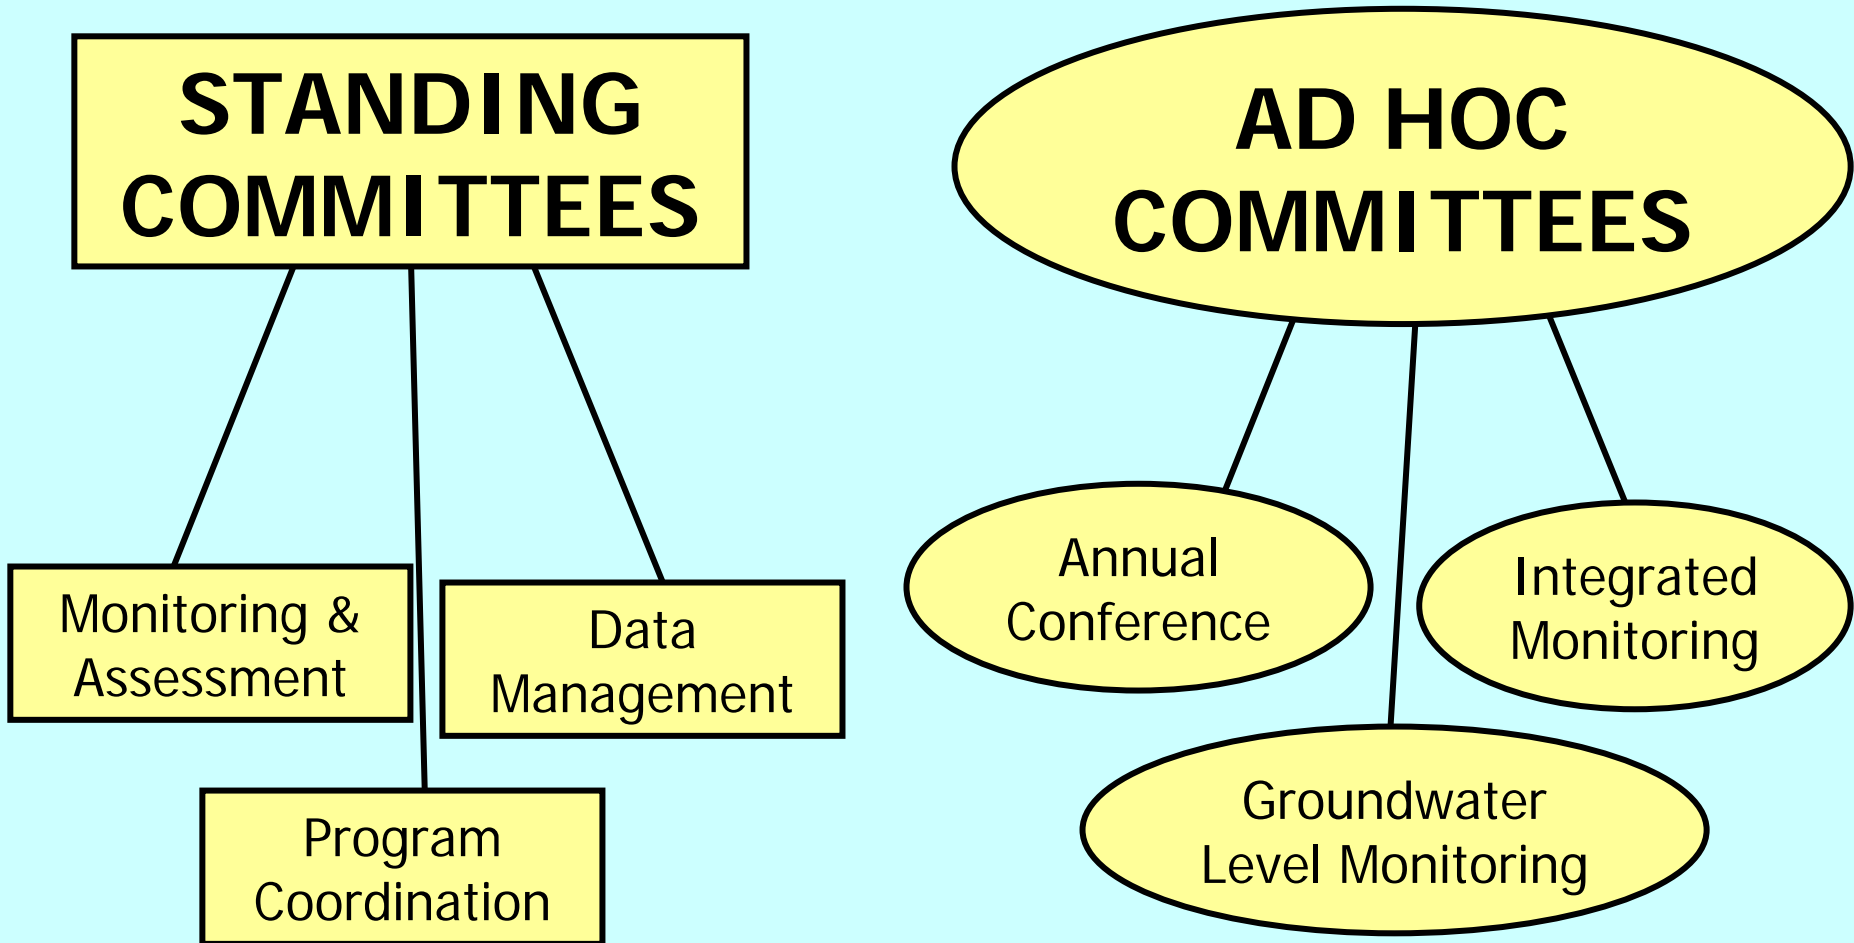 STANDING
COMMITTEES
Monitoring &
Assessment
Data
Management
Program
Coordination
AD HOC
COMMITTEES
Annual
Conference
Integrated
Monitoring
Groundwater
Level Monitoring